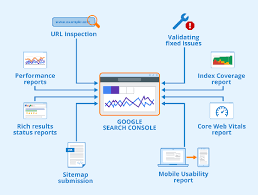 URL Inspection
Validating
fixed issues
Performance
reports
Index Coverage
report
GOOGLE
SEARCH CONSOLE
Rich results
status reports
Core Web Vitals
report
Sitemap
submission
Mobile Usability
report